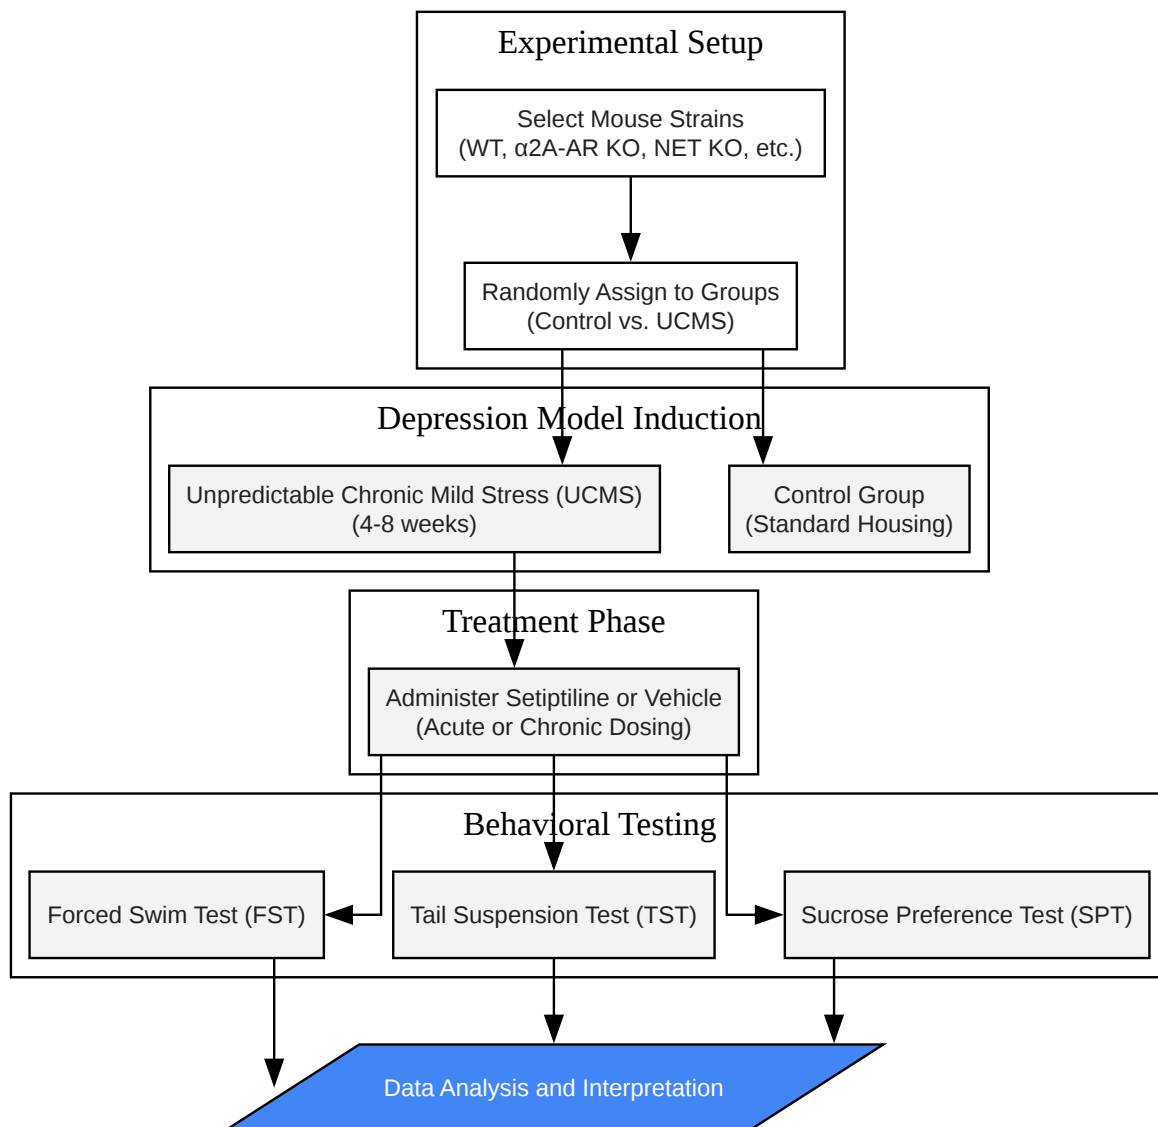 Experimental Setup
Select Mouse Strains
(WT, α2A-AR KO, NET KO, etc.)
Randomly Assign to Groups
(Control vs. UCMS)
Depression Model Induction
Unpredictable Chronic Mild Stress (UCMS)
(4-8 weeks)
Control Group
(Standard Housing)
Treatment Phase
Administer Setiptiline or Vehicle
(Acute or Chronic Dosing)
Behavioral Testing
Forced Swim Test (FST)
Tail Suspension Test (TST)
Sucrose Preference Test (SPT)
Data Analysis and Interpretation